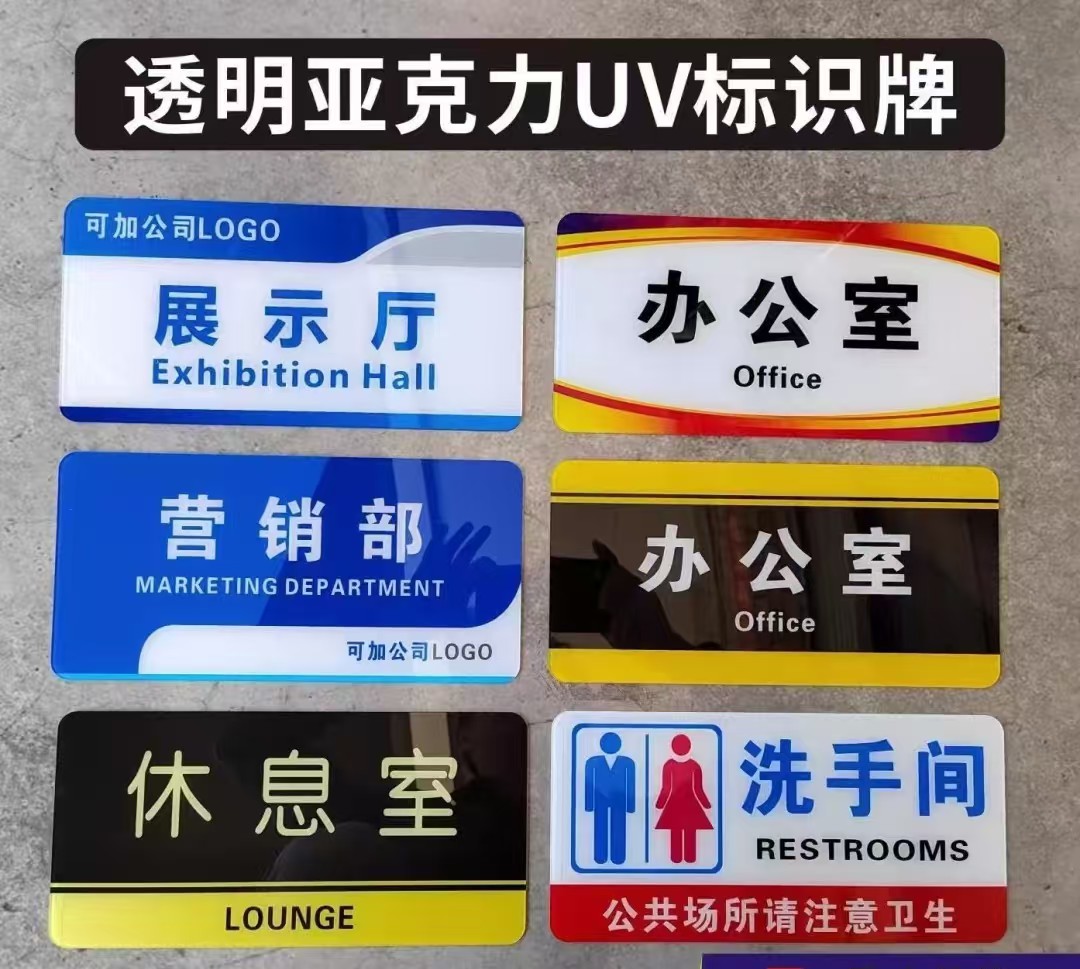 透明亚克力UV标识牌
可加公司LOGO
展示厅
Exhibition Hall
办公室
Office
营销部
MARKETING DEPARTMENT
可加公司LOGO
办公室
Office
休息室
LOUNGE
洗手间
RESTROOMS
公共场所请注意卫生